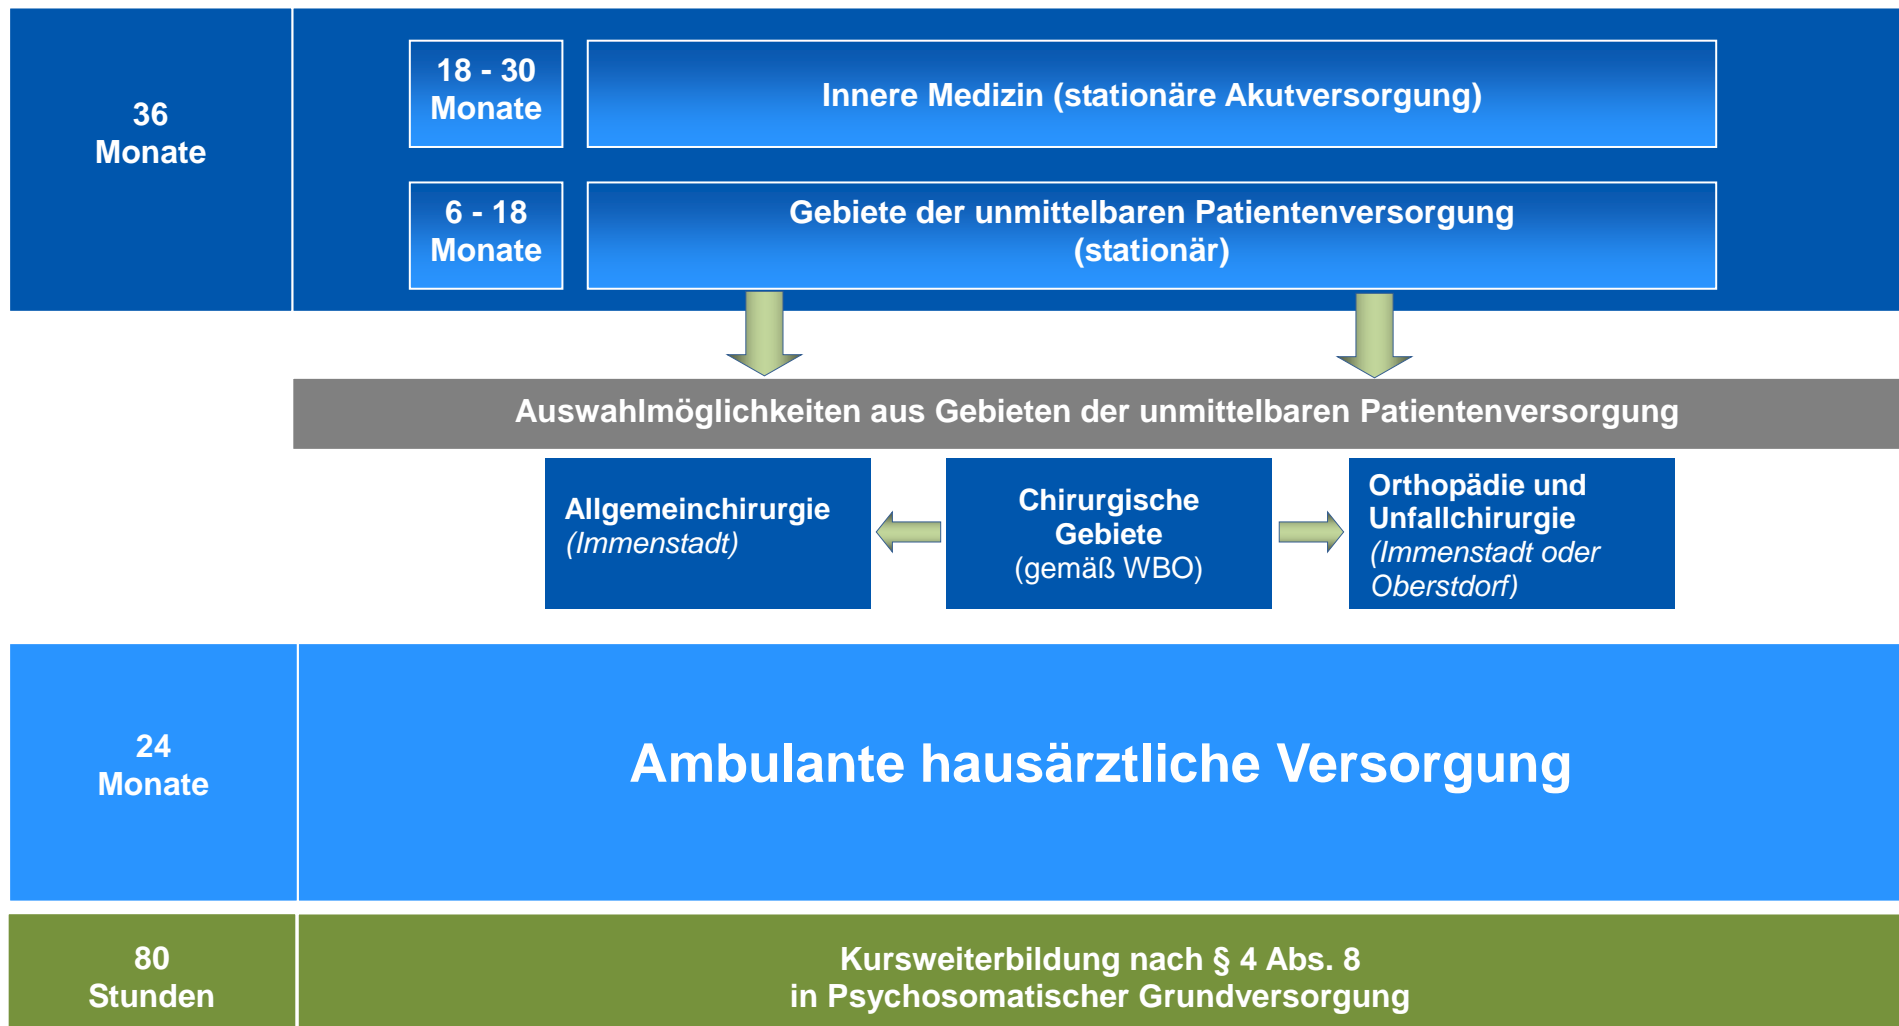 36
Monate
18 - 30
Monate
Innere Medizin (stationäre Akutversorgung)
6 - 18
Monate
Gebiete der unmittelbaren Patientenversorgung
(stationär)
Auswahlmöglichkeiten aus Gebieten der unmittelbaren Patientenversorgung
Allgemeinchirurgie
(Immenstadt)
Chirurgische
Gebiete
(gemäß WBO)
Orthopädie und
Unfallchirurgie
(Immenstadt oder
Oberstdorf)
24
Monate
Ambulante hausärztliche Versorgung
80
Stunden
Kursweiterbildung nach § 4 Abs. 8
in Psychosomatischer Grundversorgung